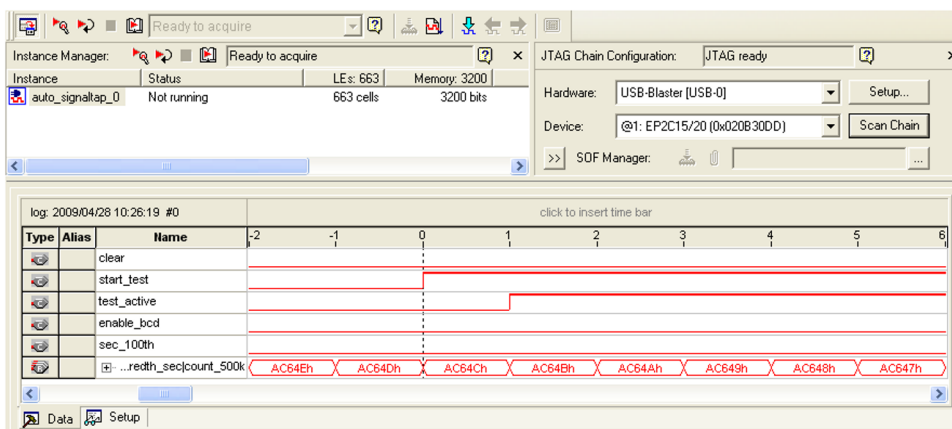 Ready to acquire
Instance Manager: Ready to acquire
Instance Status LEs: 663 Memory: 3200
auto_signaltap_0 Not running 663 cells 3200 bits
JTAG Chain Configuration: JTAG ready
Hardware: USB-Blaster [USB-0] Setup...
Device: @1: EP2C15/20 (0x020B30DD) Scan Chain
>> SOF Manager: ...
log: 2009/04/28 10:26:19 #0 click to insert time bar
Type Alias Name -2 -1 0 1 2 3 4 5 6
clear
start_test
test_active
enable_bcd
sec_100th
...redth_sec|count_500k AC64Eh AC64Dh AC64Ch AC64Bh AC64Ah AC649h AC648h AC647h
Data Setup